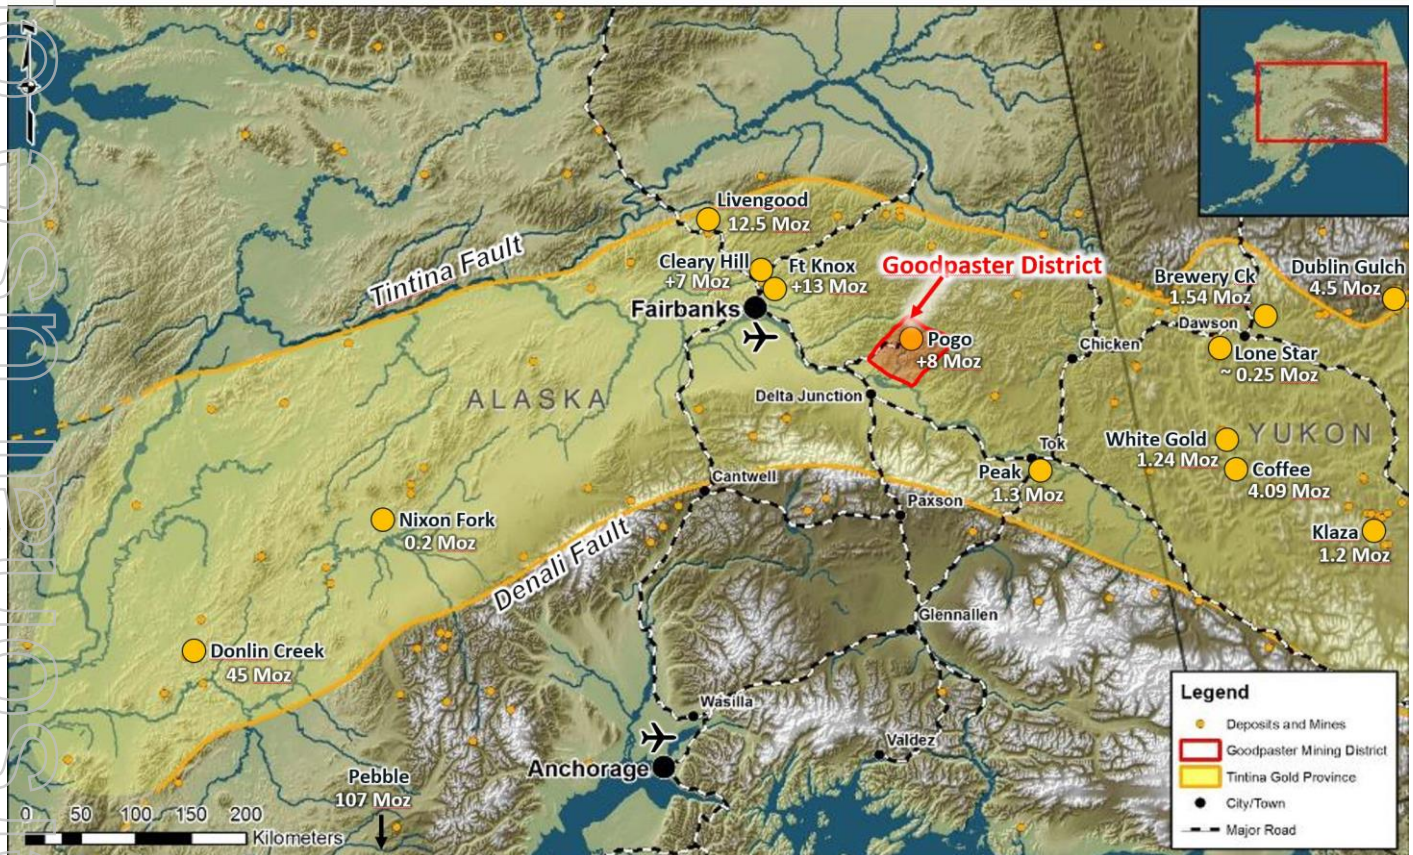 Livengood
12.5 Moz
Tintina Fault
Cleary Hill
+7 Moz
Ft Knox
+13 Moz
Goodpaster District
Brewery Ck
1.54 Moz
Dublin Gulch
4.5 Moz
Fairbanks
Dawson
Pogo
+8 Moz
Chicken
Lone Star
~ 0.25 Moz
ALASKA
Delta Junction
YUKON
White Gold
1.24 Moz
Tok
Coffee
4.09 Moz
Peak
1.3 Moz
Cantwell
Paxson
Nixon Fork
0.2 Moz
Klaza
1.2 Moz
Denali Fault
Glennallen
Donlin Creek
45 Moz
Wasilla
Valdez
Anchorage
Pebble
107 Moz
0 50 100 150 200
Kilometers
Legend
Deposits and Mines
Goodpaster Mining District
Tintina Gold Province
City/Town
Major Road